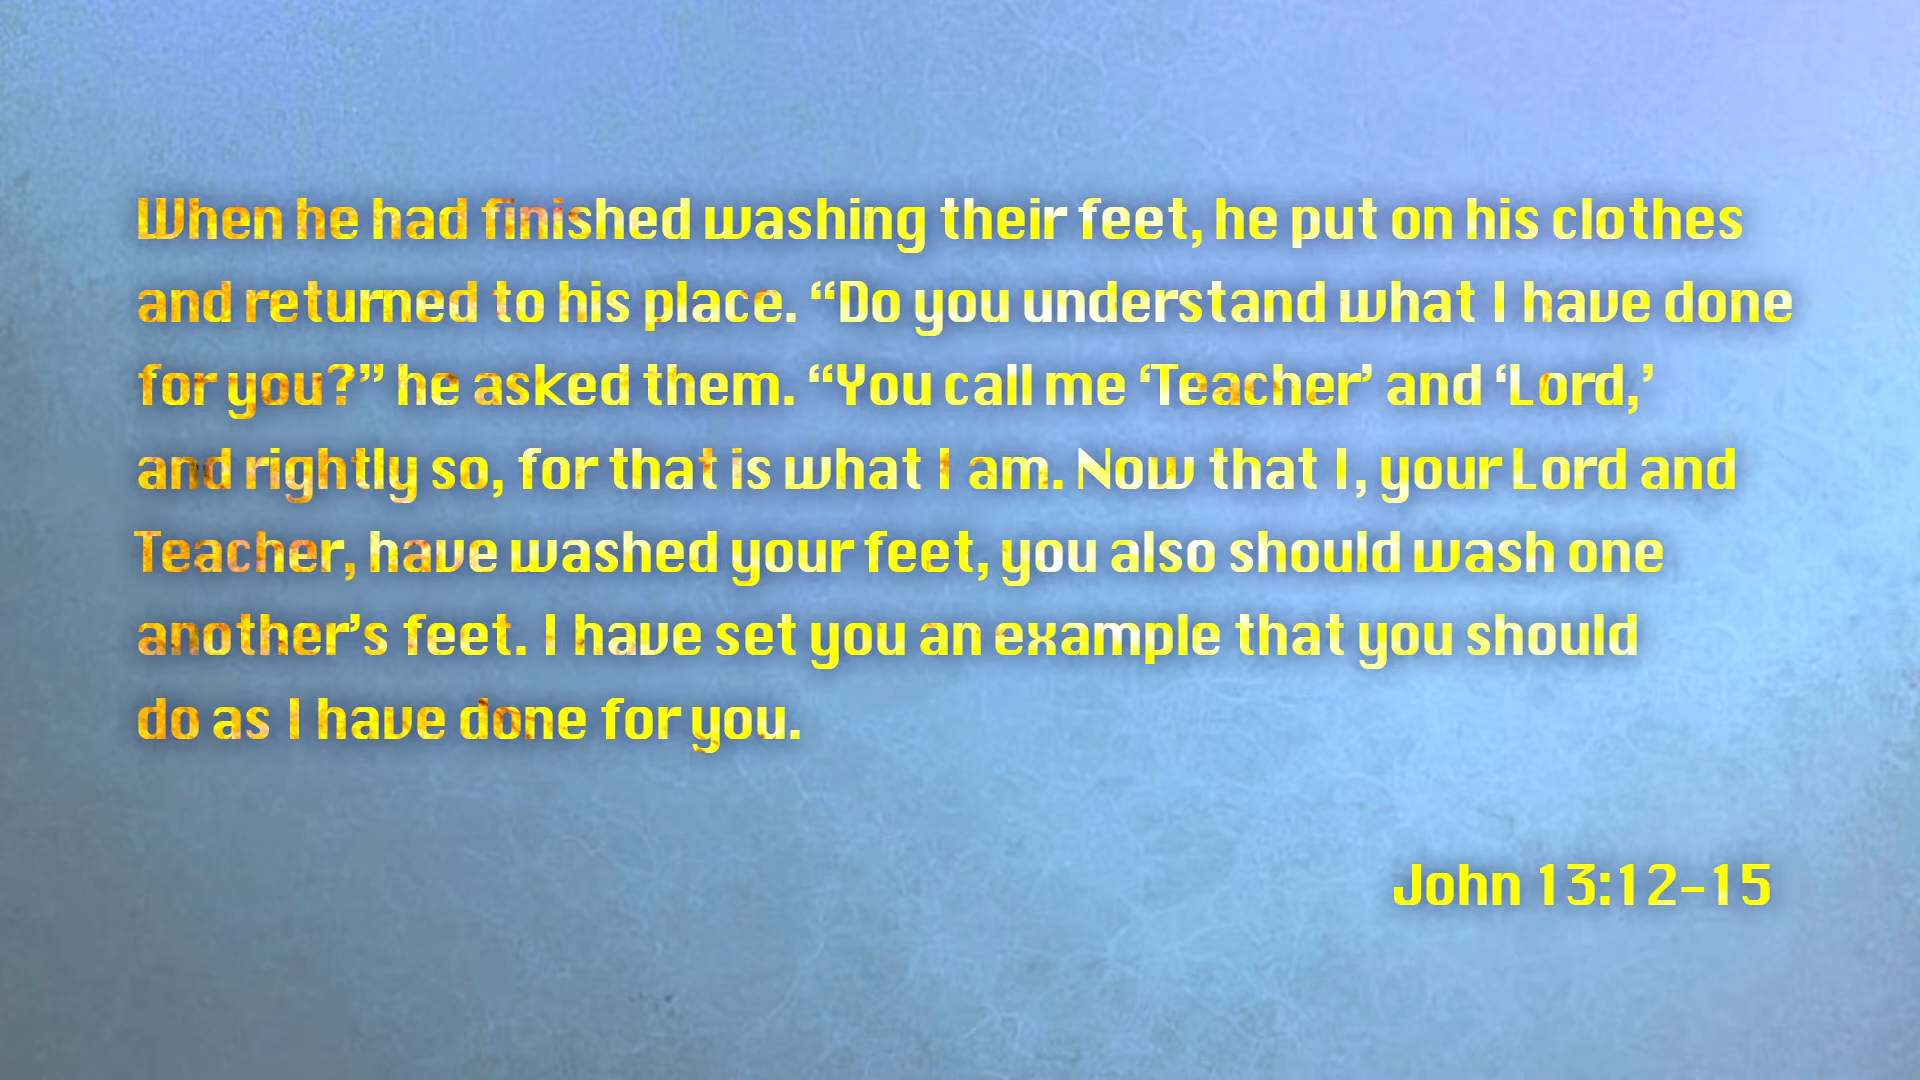 When he had finished washing their feet, he put on his clothes
and returned to his place. “Do you understand what I have done
for you?” he asked them. “You call me ‘Teacher’ and ‘Lord,’
and rightly so, for that is what I am. Now that I, your Lord and
Teacher, have washed your feet, you also should wash one
another’s feet. I have set you an example that you should
do as I have done for you.
John 13:12–15